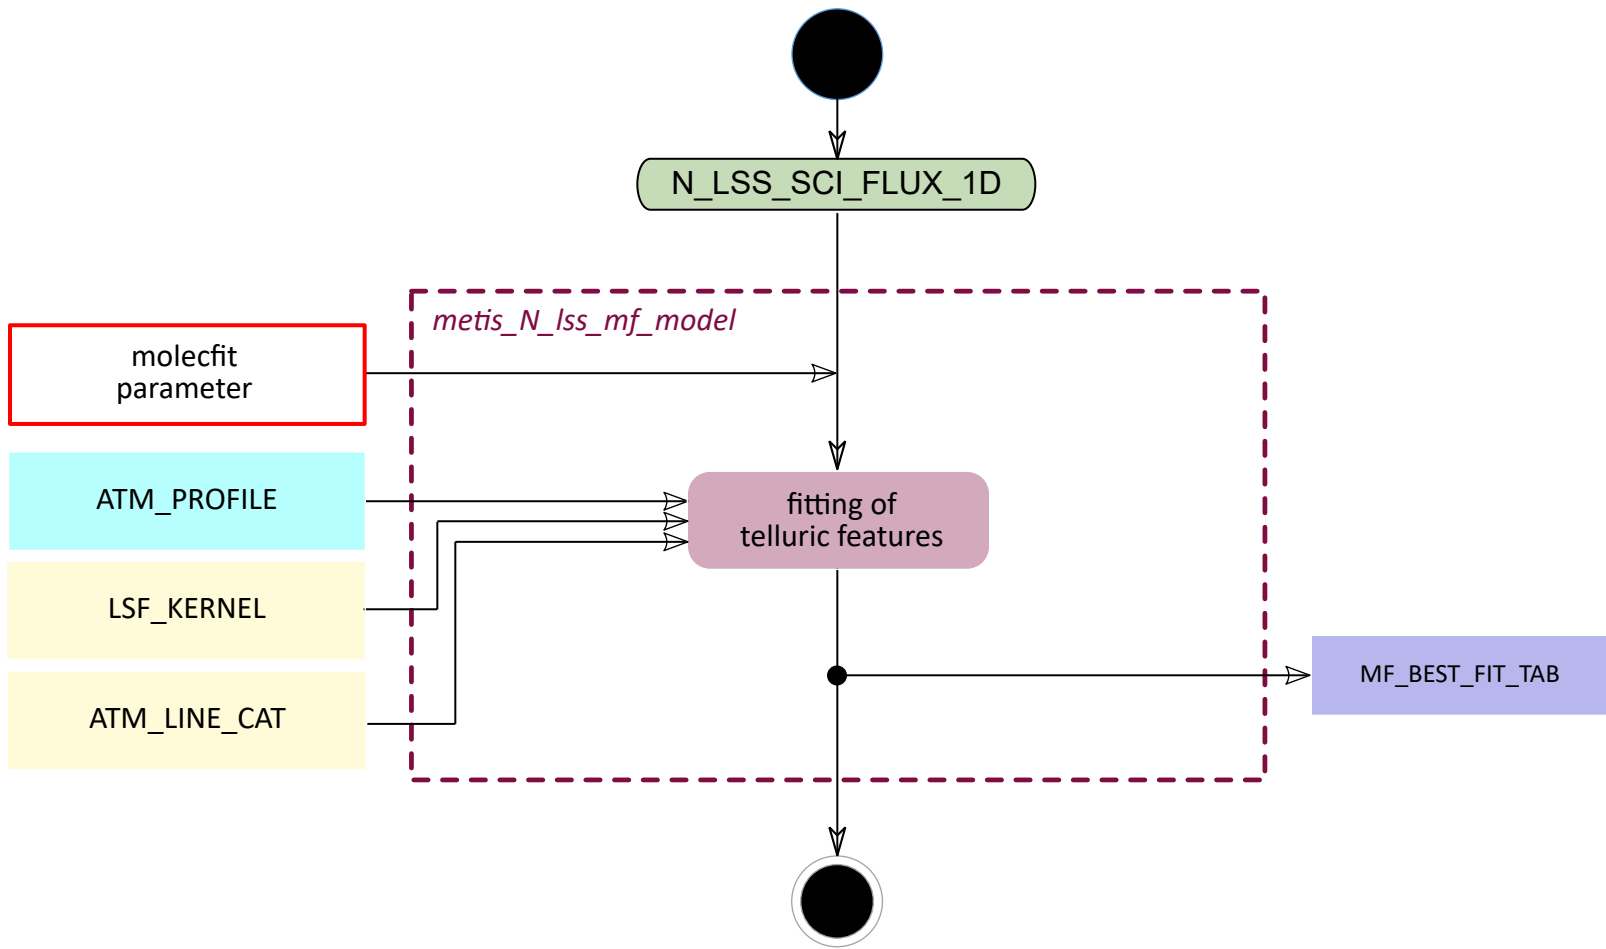 N_LSS_SCI_FLUX_1D
metis_N_lss_mf_model
molecfit
parameter
ATM_PROFILE
fitting of
telluric features
LSF_KERNEL
ATM_LINE_CAT
MF_BEST_FIT_TAB